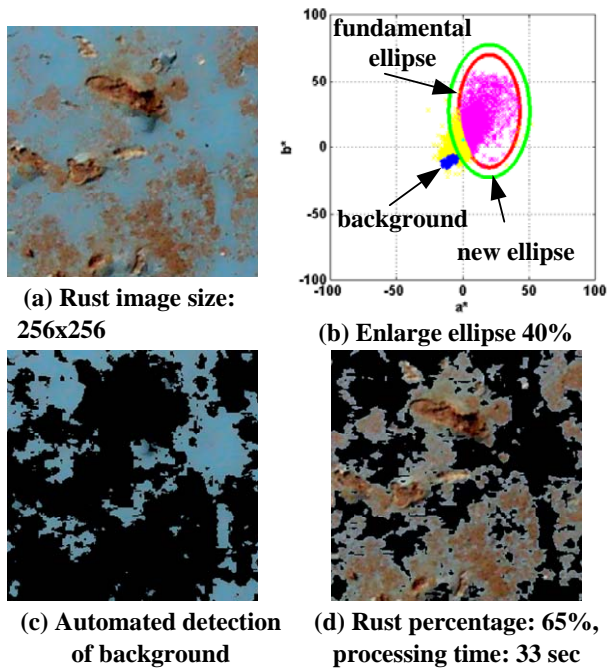 100
fundamental
ellipse
50
b*
0
-50
background
new ellipse
-100
-100 -50 0 50 100
a*
(a) Rust image size:
256x256
(b) Enlarge ellipse 40%
(c) Automated detection
of background
(d) Rust percentage: 65%,
processing time: 33 sec